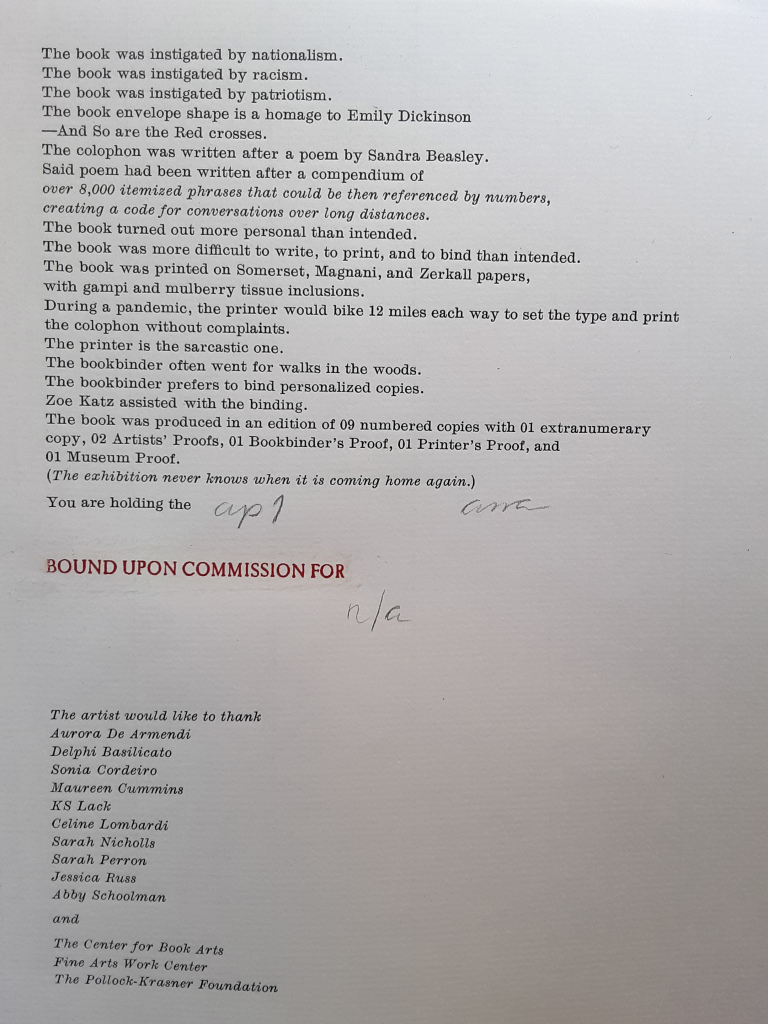 The book was instigated by nationalism.
The book was instigated by racism.
The book was instigated by patriotism.
The book envelope shape is a homage to Emily Dickinson
—And So are the Red crosses.
The colophon was written after a poem by Sandra Beasley.
Said poem had been written after a compendium of
over 8,000 itemized phrases that could be then referenced by numbers,
creating a code for conversations over long distances.
The book turned out more personal than intended.
The book was more difficult to write, to print, and to bind than intended.
The book was printed on Somerset, Magnani, and Zerkall papers,
with gampi and mulberry tissue inclusions.
During a pandemic, the printer would bike 12 miles each way to set the type and print
the colophon without complaints.
The printer is the sarcastic one.
The bookbinder often went for walks in the woods.
The bookbinder prefers to bind personalized copies.
Zoe Katz assisted with the binding.
The book was produced in an edition of 09 numbered copies with 01 extranumerary
copy, 02 Artists' Proofs, 01 Bookbinder's Proof, 01 Printer's Proof, and
01 Museum Proof.
(The exhibition never knows when it is coming home again.)
You are holding the ap 1
BOUND UPON COMMISSION FOR
n/a
The artist would like to thank
Aurora De Armendi
Delphi Basilicato
Sonia Cordeiro
Maureen Cummins
KS Lack
Celine Lombardi
Sarah Nicholls
Sarah Perron
Jessica Russ
Abby Schoolman
and
The Center for Book Arts
Fine Arts Work Center
The Pollock-Krasner Foundation